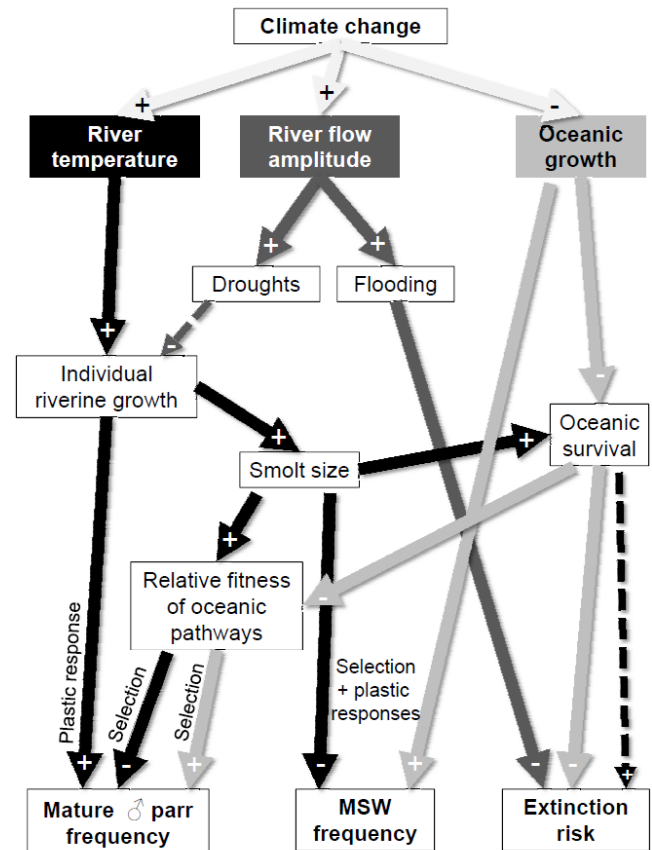 Climate change
+
+
-
River
temperature
River flow
amplitude
Oceanic
growth
+
+
Droughts
Flooding
+
-
-
Individual
riverine growth
Oceanic
survival
+
+
Smolt size
+
Relative fitness
of oceanic
pathways
-
Plastic response
Selection
Selection
Selection
+ plastic
responses
+
-
+
-
+
-
-
+
Mature ♂ parr
frequency
MSW
frequency
Extinction
risk